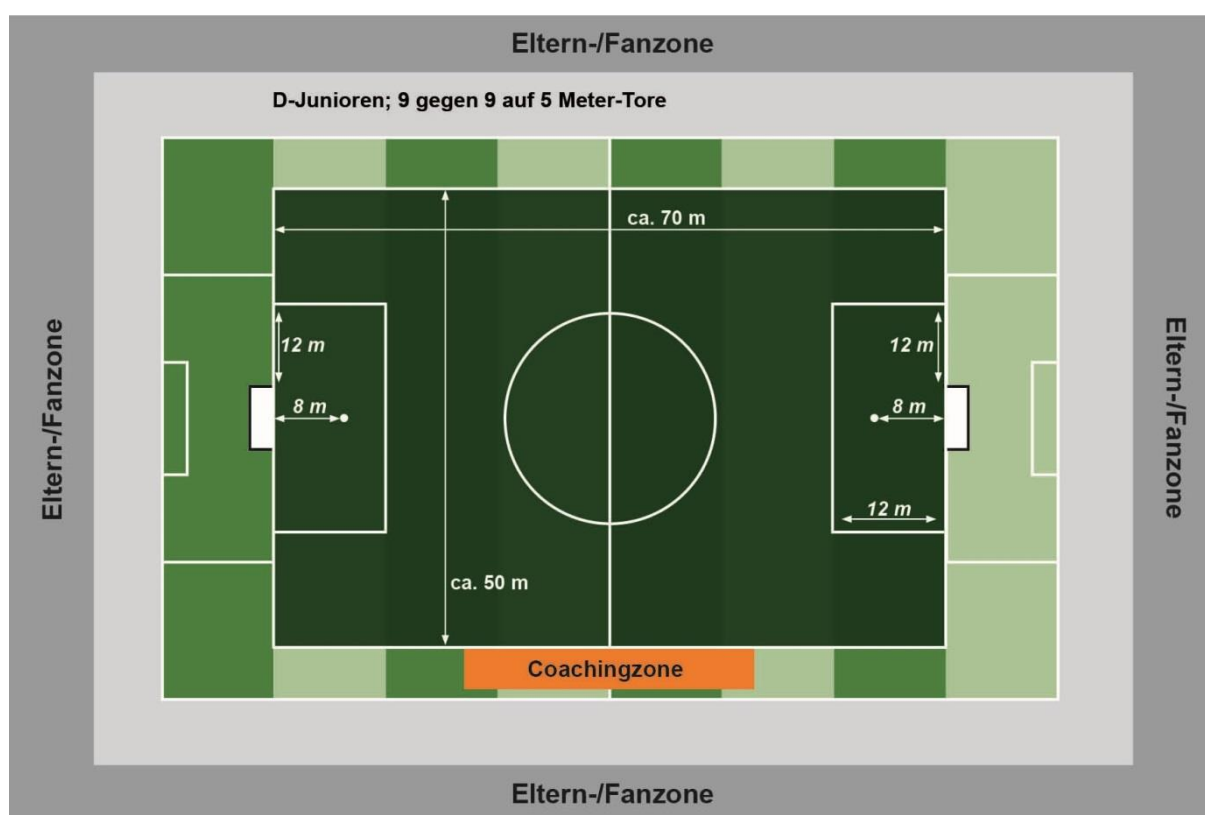 Eltern-/Fanzone
D-Junioren; 9 gegen 9 auf 5 Meter-Tore
ca. 70 m
12 m
12 m
8 m
8 m
12 m
ca. 50 m
Coachingzone
Eltern-/Fanzone
Eltern-/Fanzone
Eltern-/Fanzone